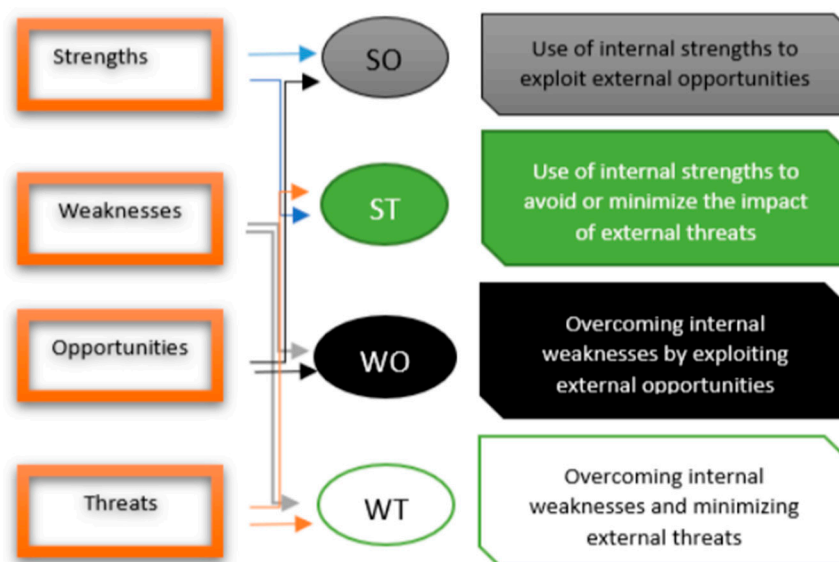 Strengths
SO
Use of internal strengths to
exploit external opportunities
Weaknesses
ST
Use of internal strengths to
avoid or minimize the impact
of external threats
Opportunities
WO
Overcoming internal
weaknesses by exploiting
external opportunities
Threats
WT
Overcoming internal
weaknesses and minimizing
external threats